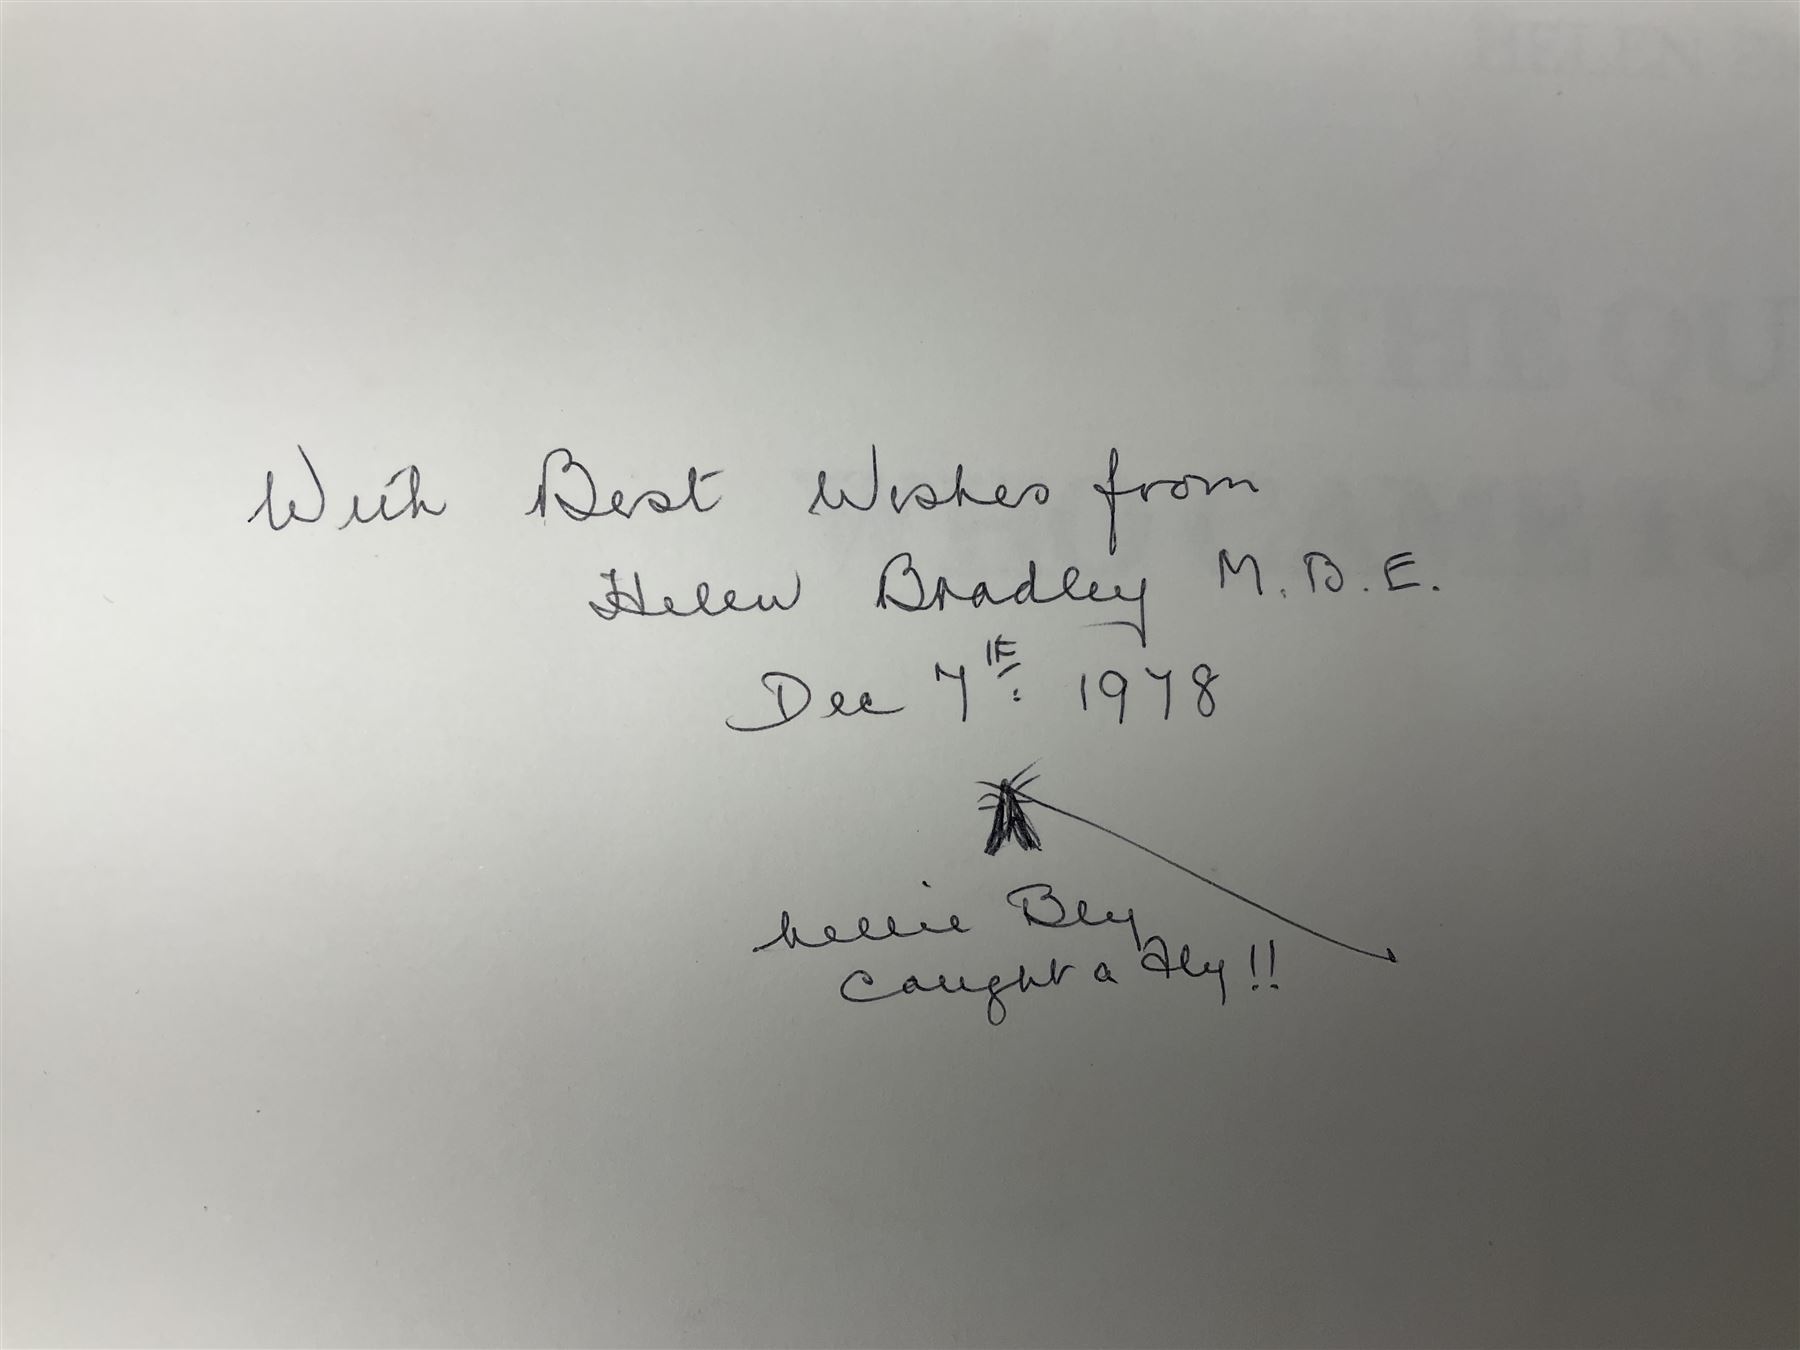 With Best Wishes from
Helen Bradley M.B.E.
Dec 7th. 1978
Nellie Bly
Caught a fly!!